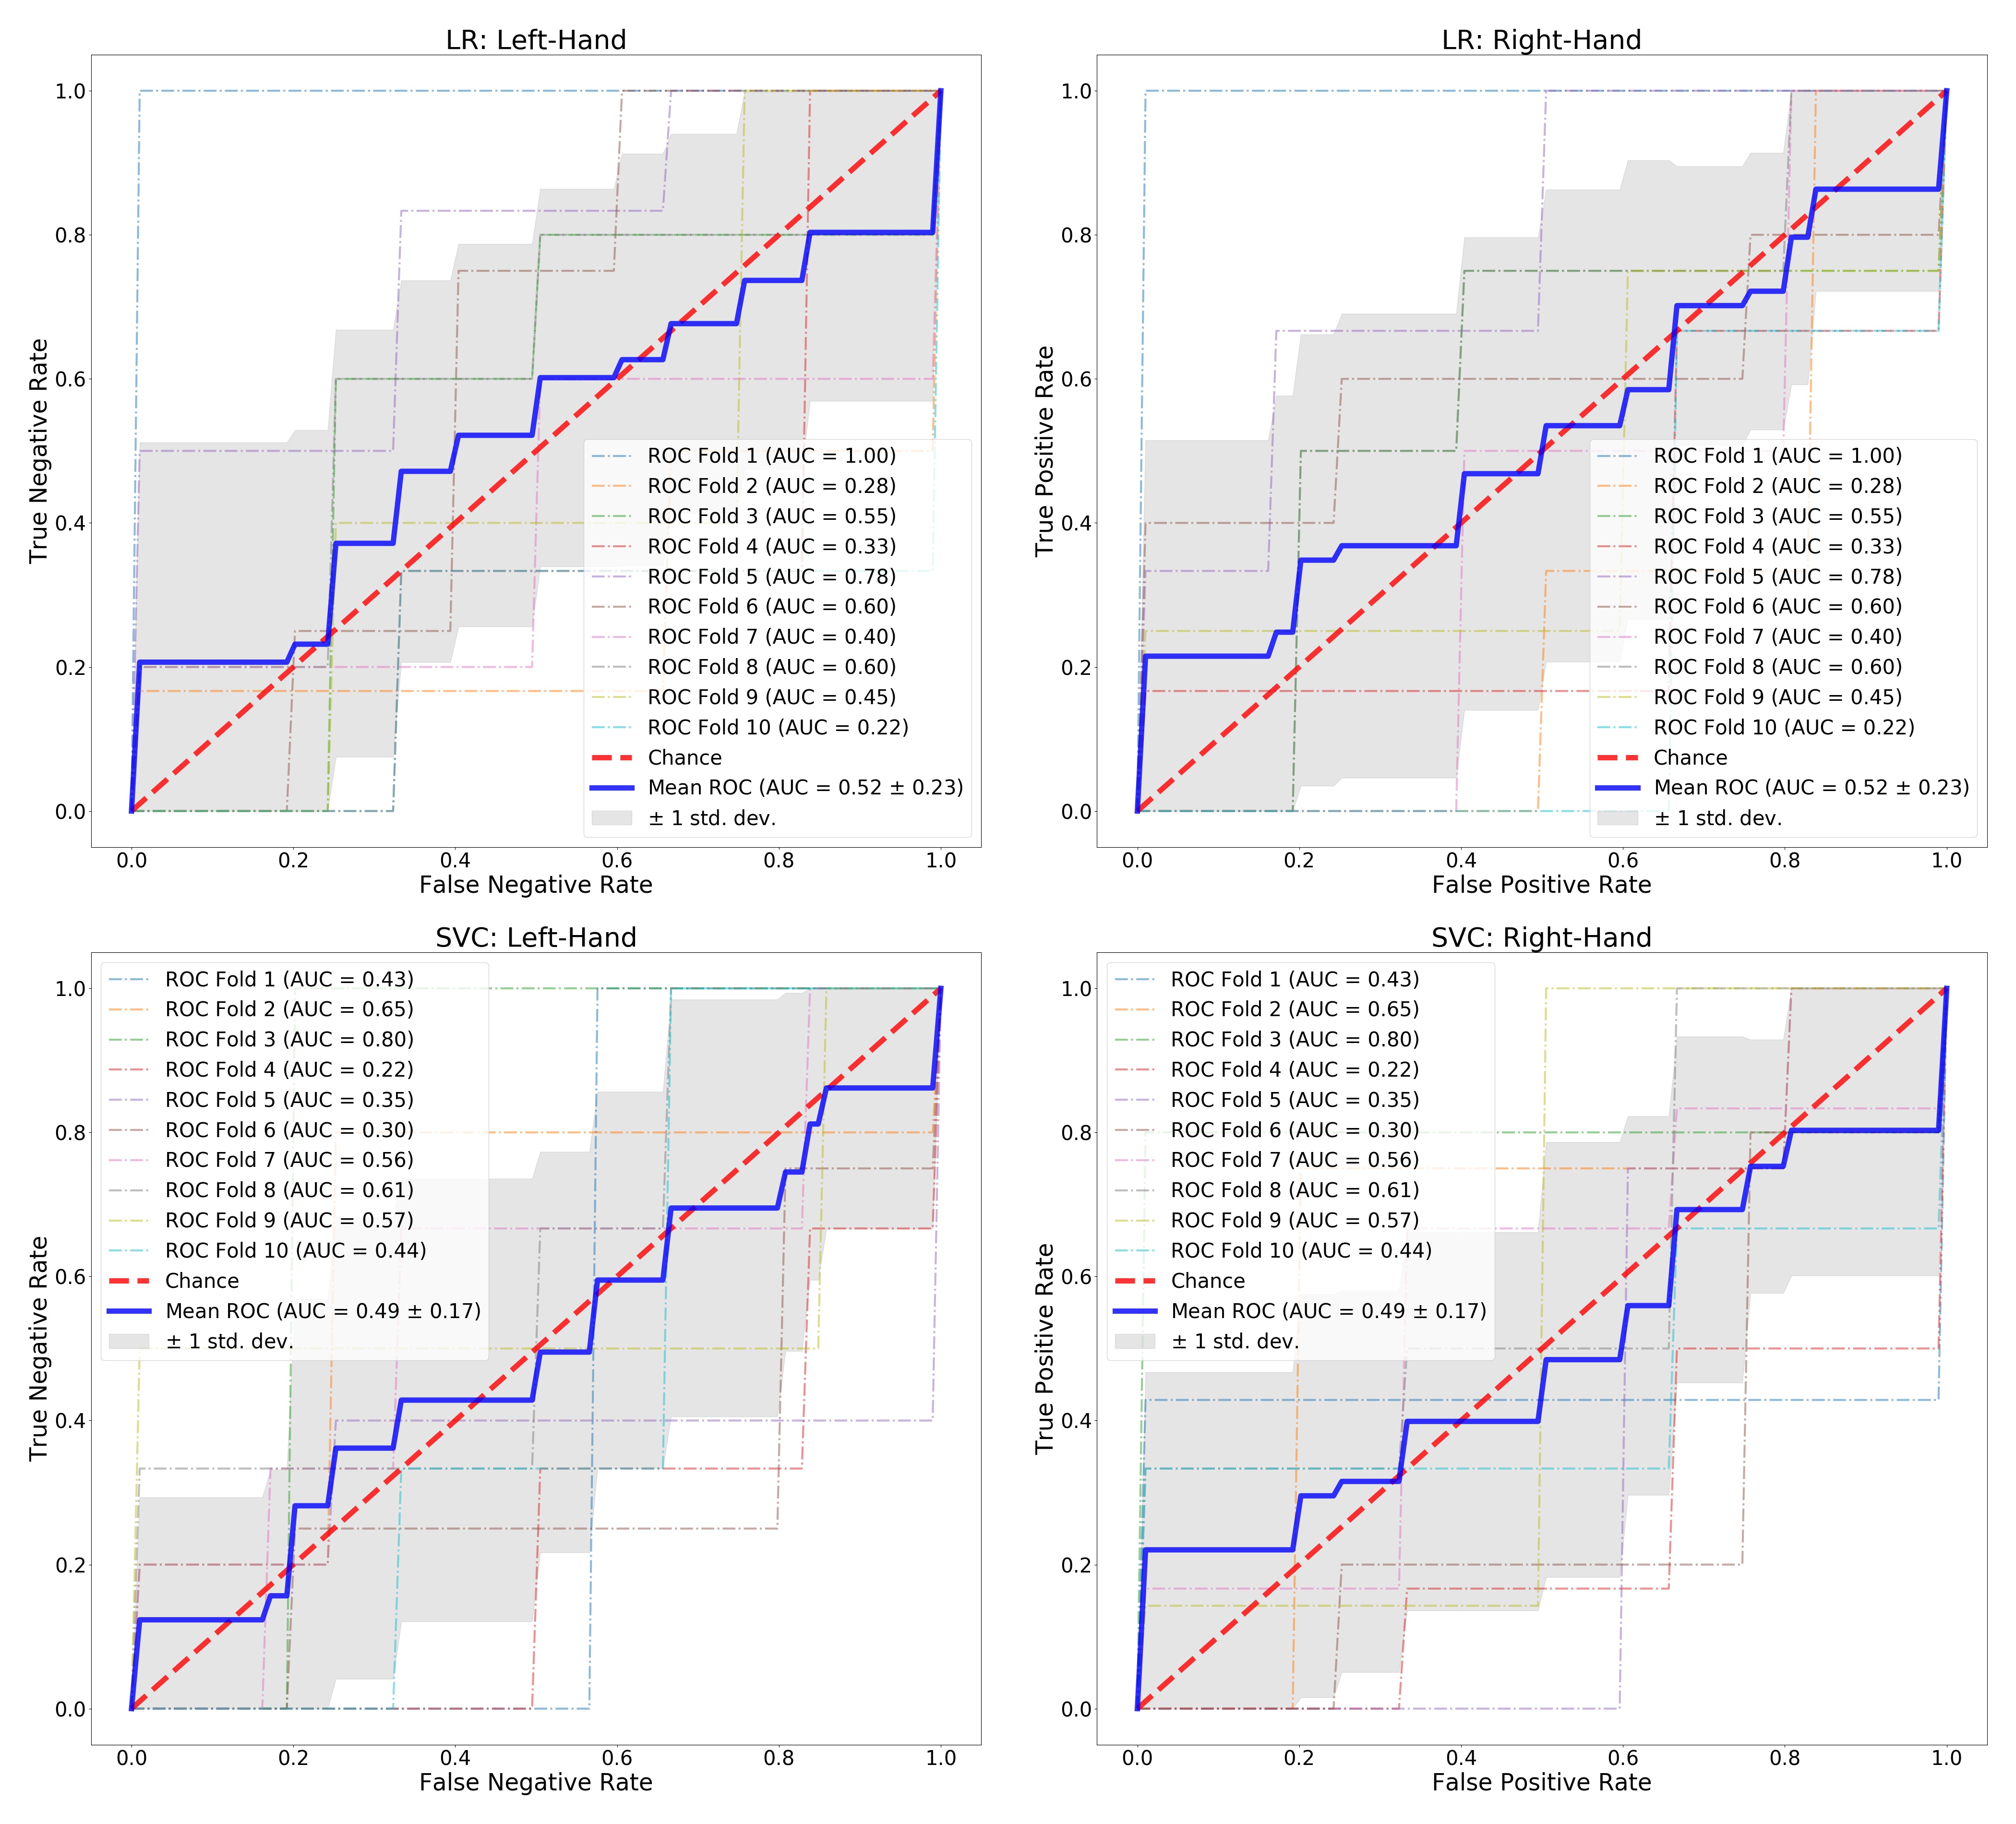 LR: Left-Hand
True Negative Rate
1.0
0.8
0.6
0.4
0.2
0.0
ROC Fold 1 (AUC = 1.00)
ROC Fold 2 (AUC = 0.28)
ROC Fold 3 (AUC = 0.55)
ROC Fold 4 (AUC = 0.33)
ROC Fold 5 (AUC = 0.78)
ROC Fold 6 (AUC = 0.60)
ROC Fold 7 (AUC = 0.40)
ROC Fold 8 (AUC = 0.60)
ROC Fold 9 (AUC = 0.45)
ROC Fold 10 (AUC = 0.22)
Chance
Mean ROC (AUC = 0.52 ± 0.23)
± 1 std. dev.
0.0 0.2 0.4 0.6 0.8 1.0
False Negative Rate
LR: Right-Hand
True Positive Rate
1.0
0.8
0.6
0.4
0.2
0.0
ROC Fold 1 (AUC = 1.00)
ROC Fold 2 (AUC = 0.28)
ROC Fold 3 (AUC = 0.55)
ROC Fold 4 (AUC = 0.33)
ROC Fold 5 (AUC = 0.78)
ROC Fold 6 (AUC = 0.60)
ROC Fold 7 (AUC = 0.40)
ROC Fold 8 (AUC = 0.60)
ROC Fold 9 (AUC = 0.45)
ROC Fold 10 (AUC = 0.22)
Chance
Mean ROC (AUC = 0.52 ± 0.23)
± 1 std. dev.
0.0 0.2 0.4 0.6 0.8 1.0
False Positive Rate
SVC: Left-Hand
True Negative Rate
1.0
0.8
0.6
0.4
0.2
0.0
ROC Fold 1 (AUC = 0.43)
ROC Fold 2 (AUC = 0.65)
ROC Fold 3 (AUC = 0.80)
ROC Fold 4 (AUC = 0.22)
ROC Fold 5 (AUC = 0.35)
ROC Fold 6 (AUC = 0.30)
ROC Fold 7 (AUC = 0.56)
ROC Fold 8 (AUC = 0.61)
ROC Fold 9 (AUC = 0.57)
ROC Fold 10 (AUC = 0.44)
Chance
Mean ROC (AUC = 0.49 ± 0.17)
± 1 std. dev.
0.0 0.2 0.4 0.6 0.8 1.0
False Negative Rate
SVC: Right-Hand
True Positive Rate
1.0
0.8
0.6
0.4
0.2
0.0
ROC Fold 1 (AUC = 0.43)
ROC Fold 2 (AUC = 0.65)
ROC Fold 3 (AUC = 0.80)
ROC Fold 4 (AUC = 0.22)
ROC Fold 5 (AUC = 0.35)
ROC Fold 6 (AUC = 0.30)
ROC Fold 7 (AUC = 0.56)
ROC Fold 8 (AUC = 0.61)
ROC Fold 9 (AUC = 0.57)
ROC Fold 10 (AUC = 0.44)
Chance
Mean ROC (AUC = 0.49 ± 0.17)
± 1 std. dev.
0.0 0.2 0.4 0.6 0.8 1.0
False Positive Rate